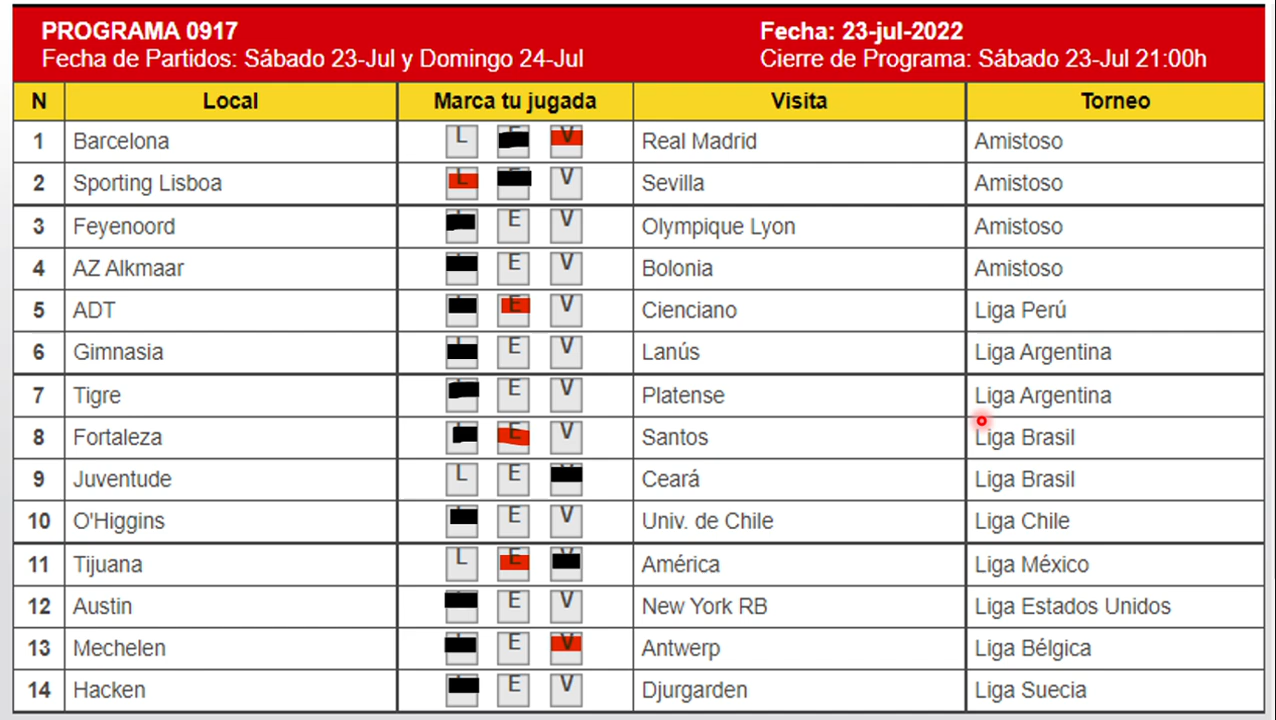 PROGRAMA 0917 Fecha: 23-jul-2022
Fecha de Partidos: Sábado 23-Jul y Domingo 24-Jul Cierre de Programa: Sábado 23-Jul 21:00h
N Local Marca tu jugada Visita Torneo
1 Barcelona L E V Real Madrid Amistoso
2 Sporting Lisboa L V Sevilla Amistoso
3 Feyenoord E V Olympique Lyon Amistoso
4 AZ Alkmaar E V Bolonia Amistoso
5 ADT E V Cienciano Liga Perú
6 Gimnasia E V Lanús Liga Argentina
7 Tigre E V Platense Liga Argentina
8 Fortaleza E V Santos Liga Brasil
9 Juventude L E Ceará Liga Brasil
10 O'Higgins E V Univ. de Chile Liga Chile
11 Tijuana L E V América Liga México
12 Austin E V New York RB Liga Estados Unidos
13 Mechelen E V Antwerp Liga Bélgica
14 Hacken E V Djurgarden Liga Suecia